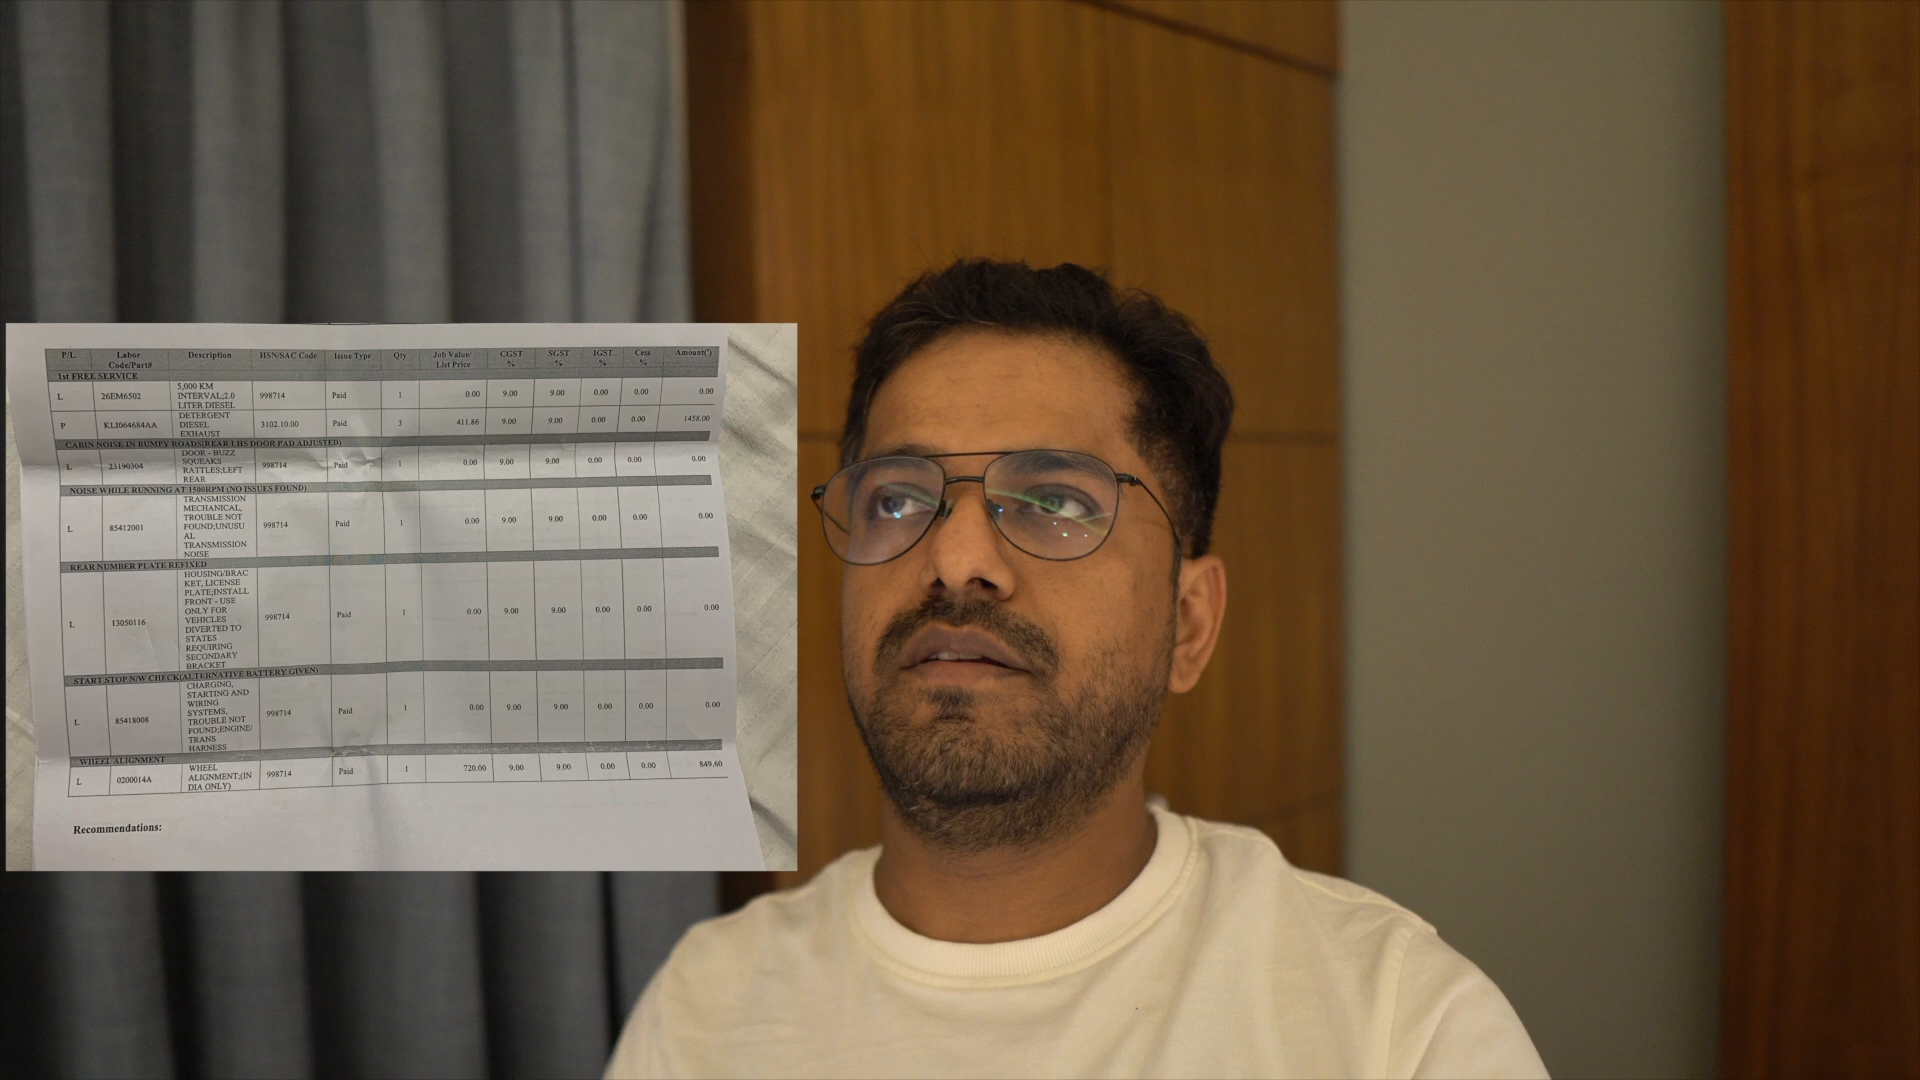 P/L Labor Code/Part# Description HSN/SAC Code Issue Type Qty Job Value/ List Price CGST % SGST % IGST % Cess % Amount(')
1st FREE SERVICE
L 26EM6502 5,000 KM INTERVAL;2.0 LITER DIESEL 998714 Paid 1 0.00 9.00 9.00 0.00 0.00 0.00
P KLJ064684AA DETERGENT DIESEL EXHAUST 3102.10.00 Paid 3 411.86 9.00 9.00 0.00 0.00 1458.00
CABIN NOISE IN BUMPY ROADS(REAR LHS DOOR PAD ADJUSTED)
L 23190304 DOOR - BUZZ SQUEAKS RATTLES;LEFT REAR 998714 Paid 1 0.00 9.00 9.00 0.00 0.00 0.00
NOISE WHILE RUNNING AT 1500RPM (NO ISSUES FOUND)
L 85412001 TRANSMISSION MECHANICAL, TROUBLE NOT FOUND;UNUSU AL TRANSMISSION NOISE 998714 Paid 1 0.00 9.00 9.00 0.00 0.00 0.00
REAR NUMBER PLATE REFIXED
L 13050116 HOUSING/BRAC KET, LICENSE PLATE;INSTALL FRONT - USE ONLY FOR VEHICLES DIVERTED TO STATES REQUIRING SECONDARY BRACKET 998714 Paid 1 0.00 9.00 9.00 0.00 0.00 0.00
START STOP N/W CHECK(ALTERNATIVE BATTERY GIVEN)
L 85418008 CHARGING, STARTING AND WIRING SYSTEMS, TROUBLE NOT FOUND;ENGINE/ TRANS HARNESS 998714 Paid 1 0.00 9.00 9.00 0.00 0.00 0.00
WHEEL ALIGNMENT
L 0200014A WHEEL ALIGNMENT;(IN DIA ONLY) 998714 Paid 1 720.00 9.00 9.00 0.00 0.00 849.60
Recommendations: